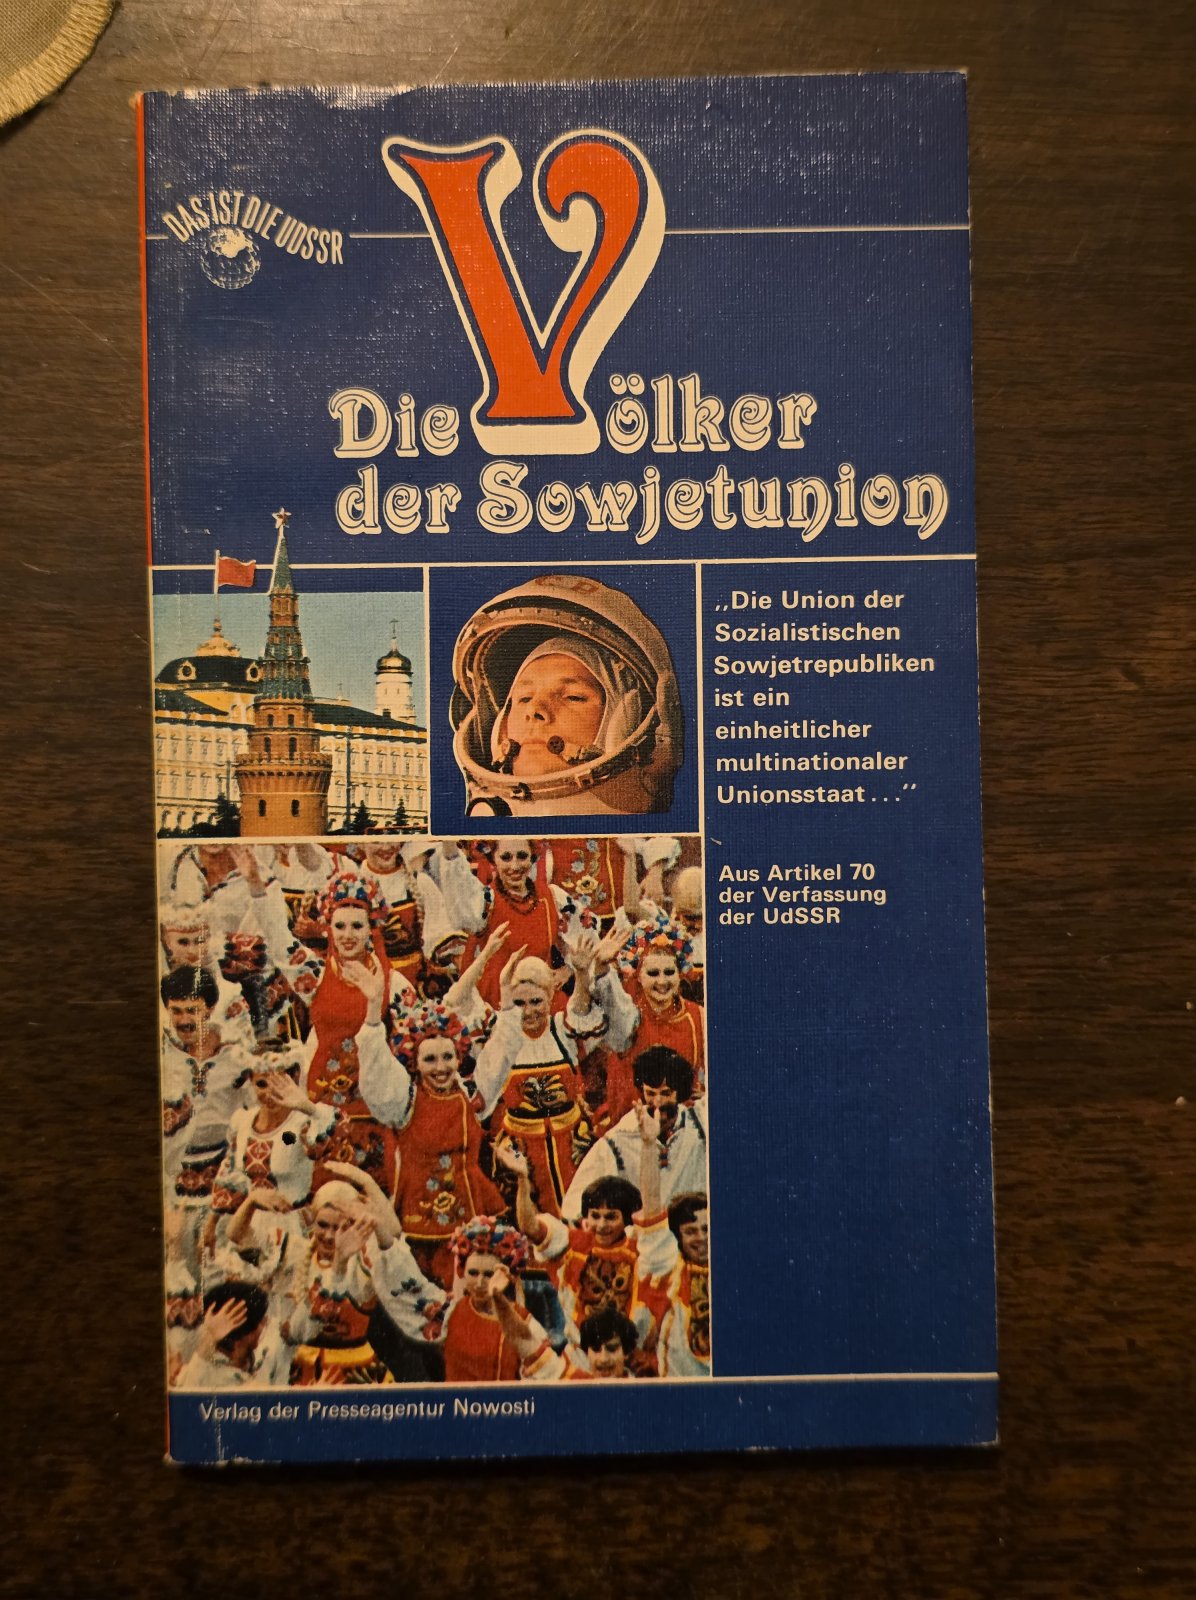 DAS IST DIE UDSSR
Die Völker
der Sowjetunion
„Die Union der
Sozialistischen
Sowjetrepubliken
ist ein
einheitlicher
multinationaler
Unionsstaat ..."
Aus Artikel 70
der Verfassung
der UdSSR
Verlag der Presseagentur Nowosti